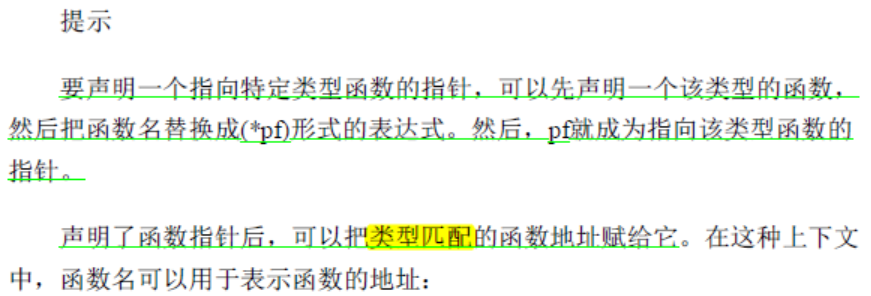 提示
要声明一个指向特定类型函数的指针，可以先声明一个该类型的函数，
然后把函数名替换成(*pf)形式的表达式。然后，pf就成为指向该类型函数的
指针。
声明了函数指针后，可以把类型匹配的函数地址赋给它。在这种上下文
中，函数名可以用于表示函数的地址：